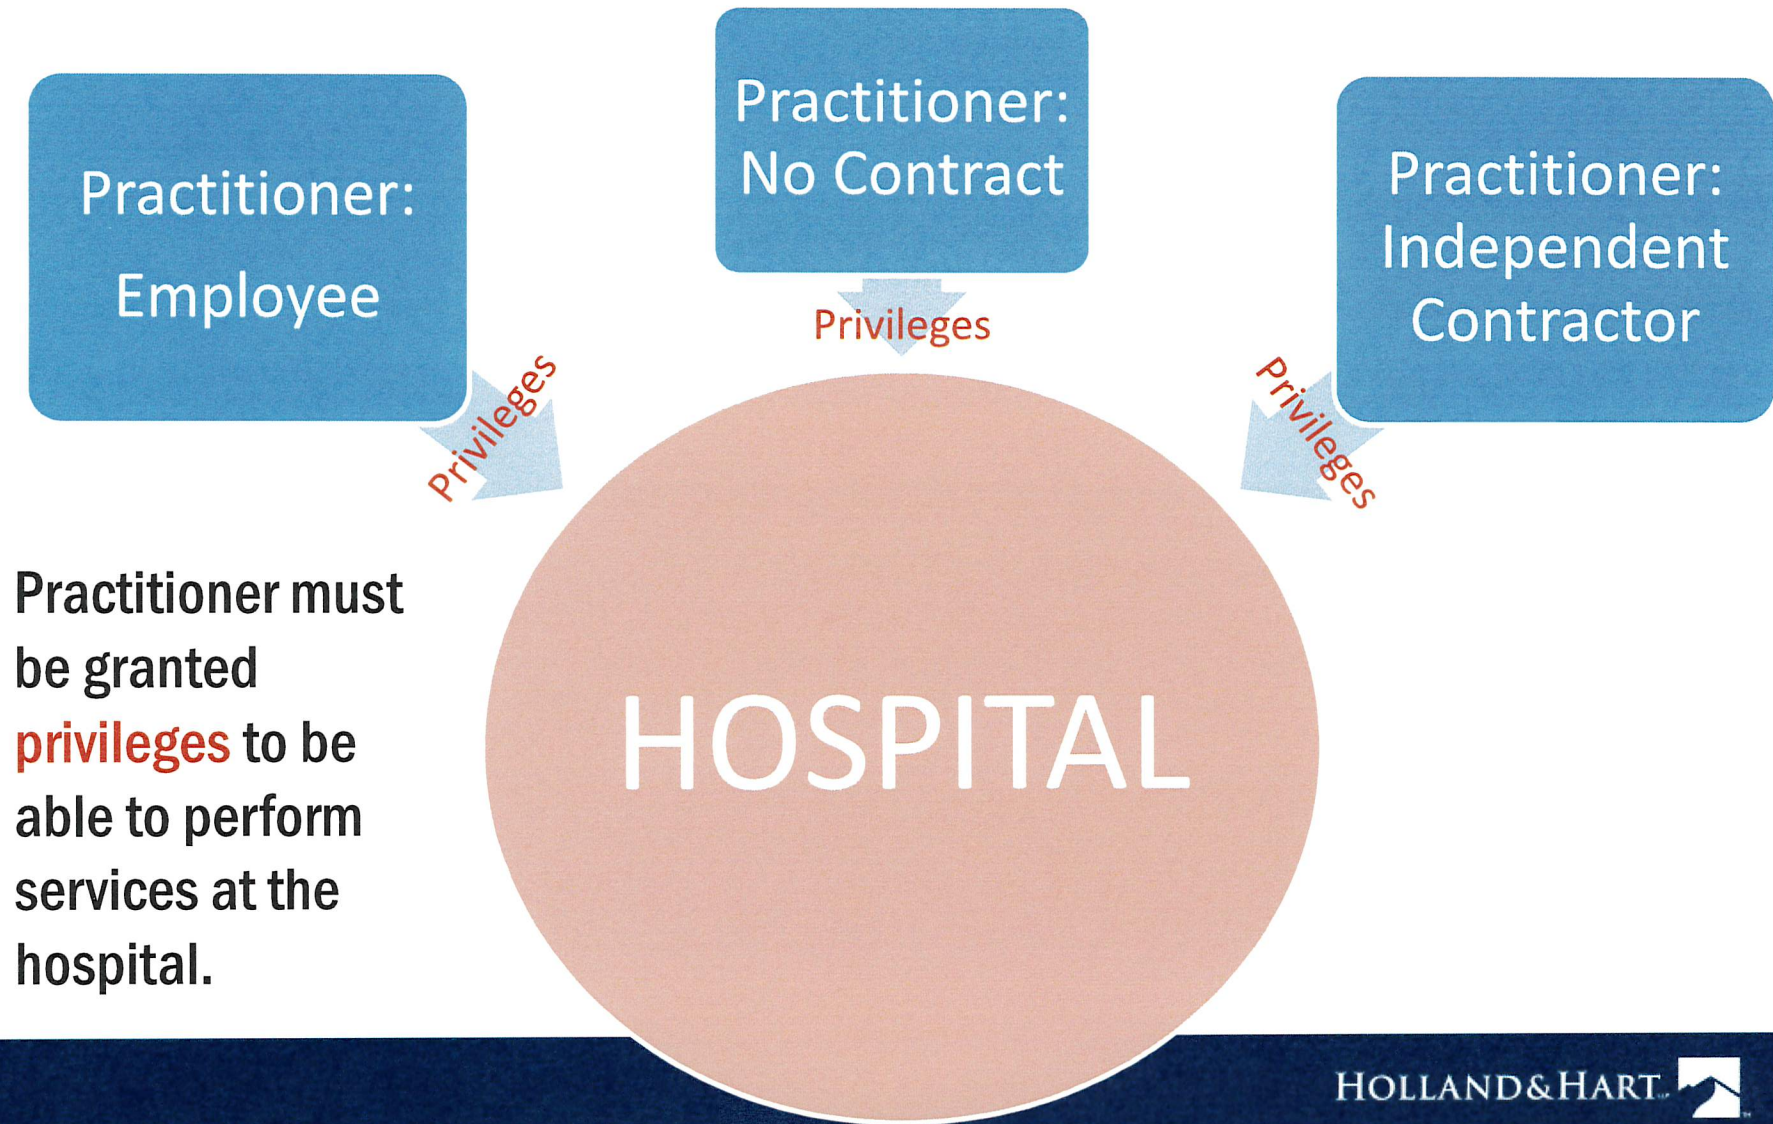 Practitioner:
Employee
Practitioner:
No Contract
Practitioner:
Independent
Contractor
Privileges
Privileges
Privileges
Practitioner must
be granted
privileges to be
able to perform
services at the
hospital.
HOSPITAL
HOLLAND&HART